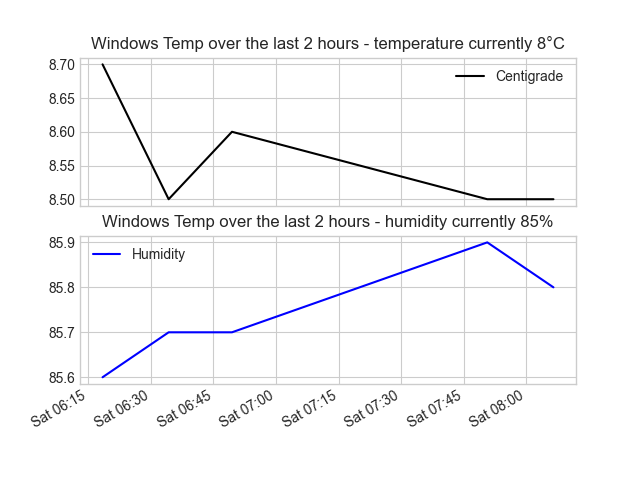 Windows Temp over the last 2 hours - temperature currently 8°C
8.70
Centigrade
8.65
8.60
8.55
8.50
Windows Temp over the last 2 hours - humidity currently 85%
85.9
Humidity
85.8
85.7
85.6
Sat 06:15
Sat 06:30
Sat 06:45
Sat 07:00
Sat 07:15
Sat 07:30
Sat 07:45
Sat 08:00